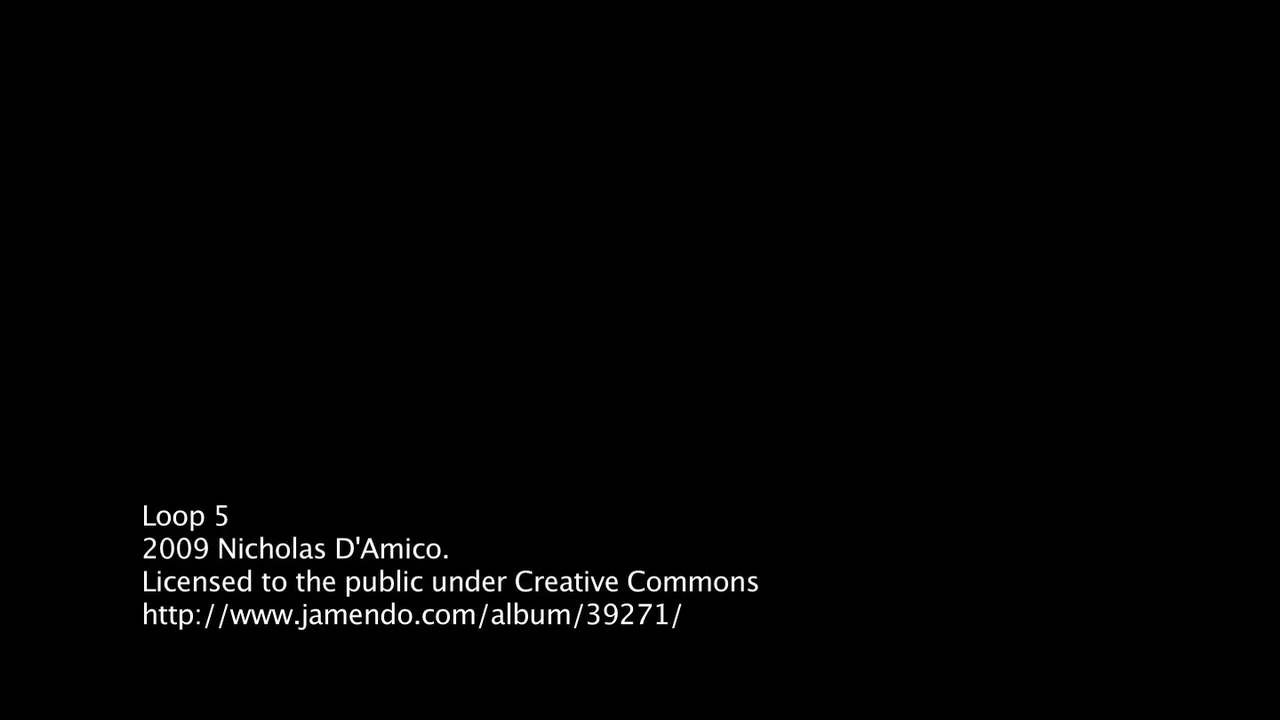 Loop 5
2009 Nicholas D'Amico.
Licensed to the public under Creative Commons
http://www.jamendo.com/album/39271/